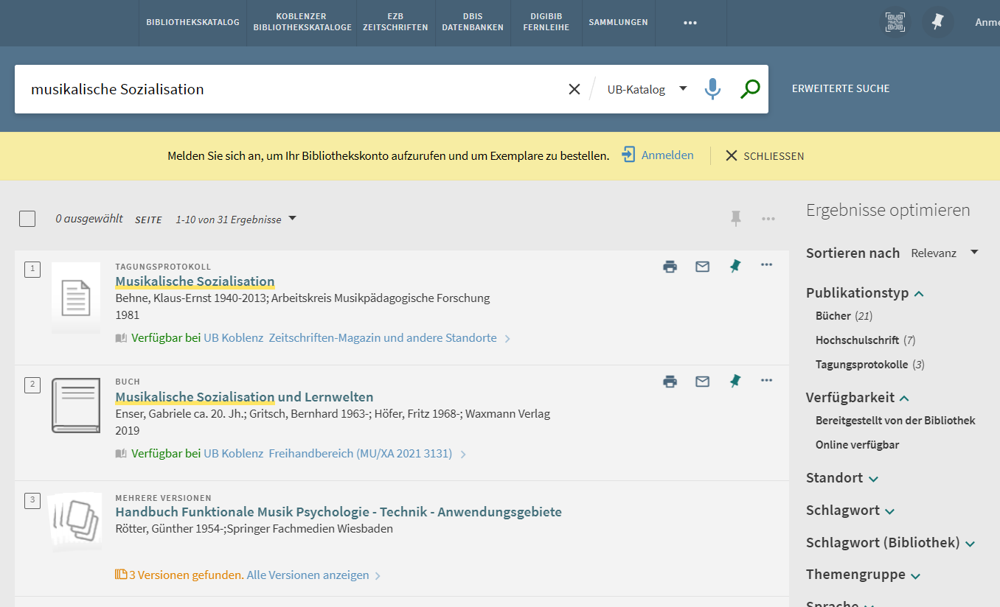 BIBLIOTHEKSKATALOG
KOBLENZER
BIBLIOTHEKSKATALOGE
EZB
ZEITSCHRIFTEN
DBIS
DATENBANKEN
DIGIBIB
FERNLEIHE
SAMMLUNGEN
Anme
musikalische Sozialisation
UB-Katalog
ERWEITERTE SUCHE
Melden Sie sich an, um Ihr Bibliothekskonto aufzurufen und um Exemplare zu bestellen.
Anmelden
SCHLIESSEN
0 ausgewählt SEITE 1-10 von 31 Ergebnisse
1
TAGUNGSPROTOKOLL
Musikalische Sozialisation
Behne, Klaus-Ernst 1940-2013; Arbeitskreis Musikpädagogische Forschung
1981
Verfügbar bei UB Koblenz Zeitschriften-Magazin und andere Standorte
2
BUCH
Musikalische Sozialisation und Lernwelten
Enser, Gabriele ca. 20. Jh.; Gritsch, Bernhard 1963-; Höfer, Fritz 1968-; Waxmann Verlag
2019
Verfügbar bei UB Koblenz Freihandbereich (MU/XA 2021 3131)
3
MEHRERE VERSIONEN
Handbuch Funktionale Musik Psychologie - Technik - Anwendungsgebiete
Rötter, Günther 1954-;Springer Fachmedien Wiesbaden
3 Versionen gefunden. Alle Versionen anzeigen
Ergebnisse optimieren
Sortieren nach Relevanz
Publikationstyp
Bücher (21)
Hochschulschrift (7)
Tagungsprotokolle (3)
Verfügbarkeit
Bereitgestellt von der Bibliothek
Online verfügbar
Standort
Schlagwort
Schlagwort (Bibliothek)
Themengruppe
Sprache